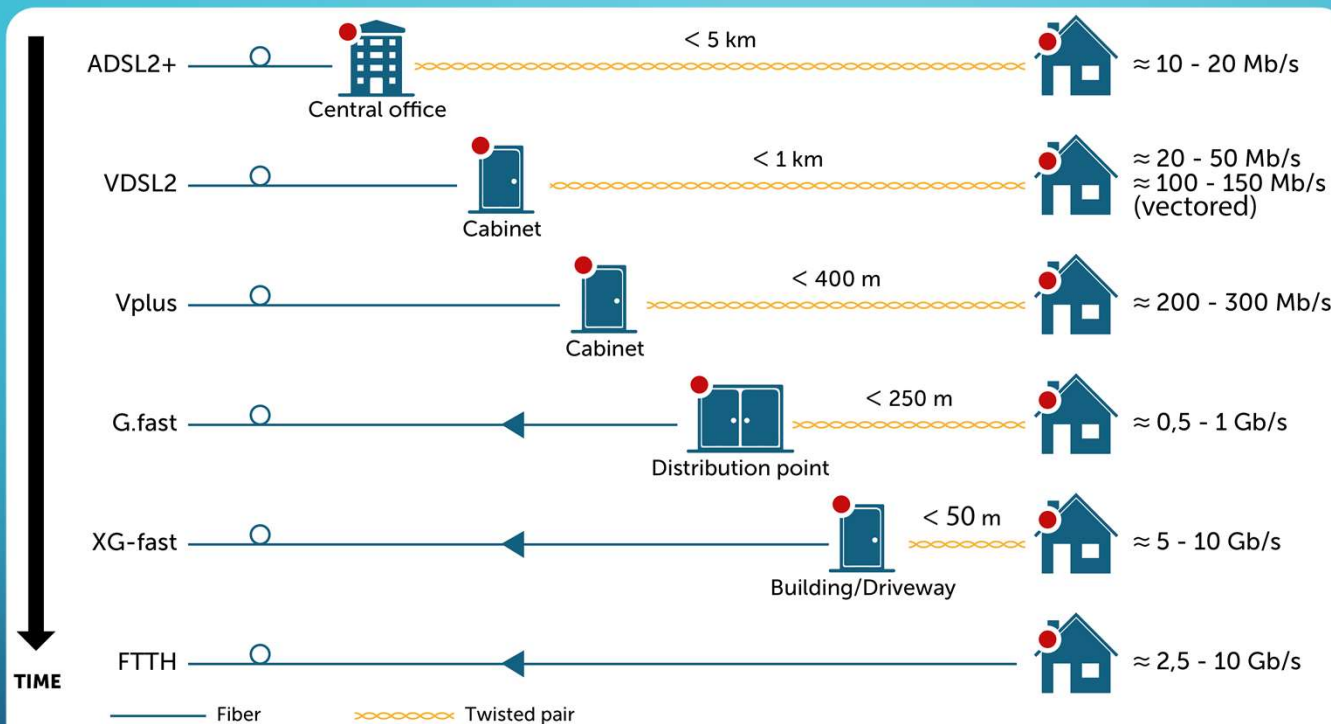 ADSL2+
Central office
< 5 km
≈ 10 - 20 Mb/s
VDSL2
Cabinet
< 1 km
≈ 20 - 50 Mb/s
≈ 100 - 150 Mb/s
(vectored)
Vplus
Cabinet
< 400 m
≈ 200 - 300 Mb/s
G.fast
Distribution point
< 250 m
≈ 0,5 - 1 Gb/s
XG-fast
Building/Driveway
< 50 m
≈ 5 - 10 Gb/s
FTTH
≈ 2,5 - 10 Gb/s
TIME
Fiber
Twisted pair